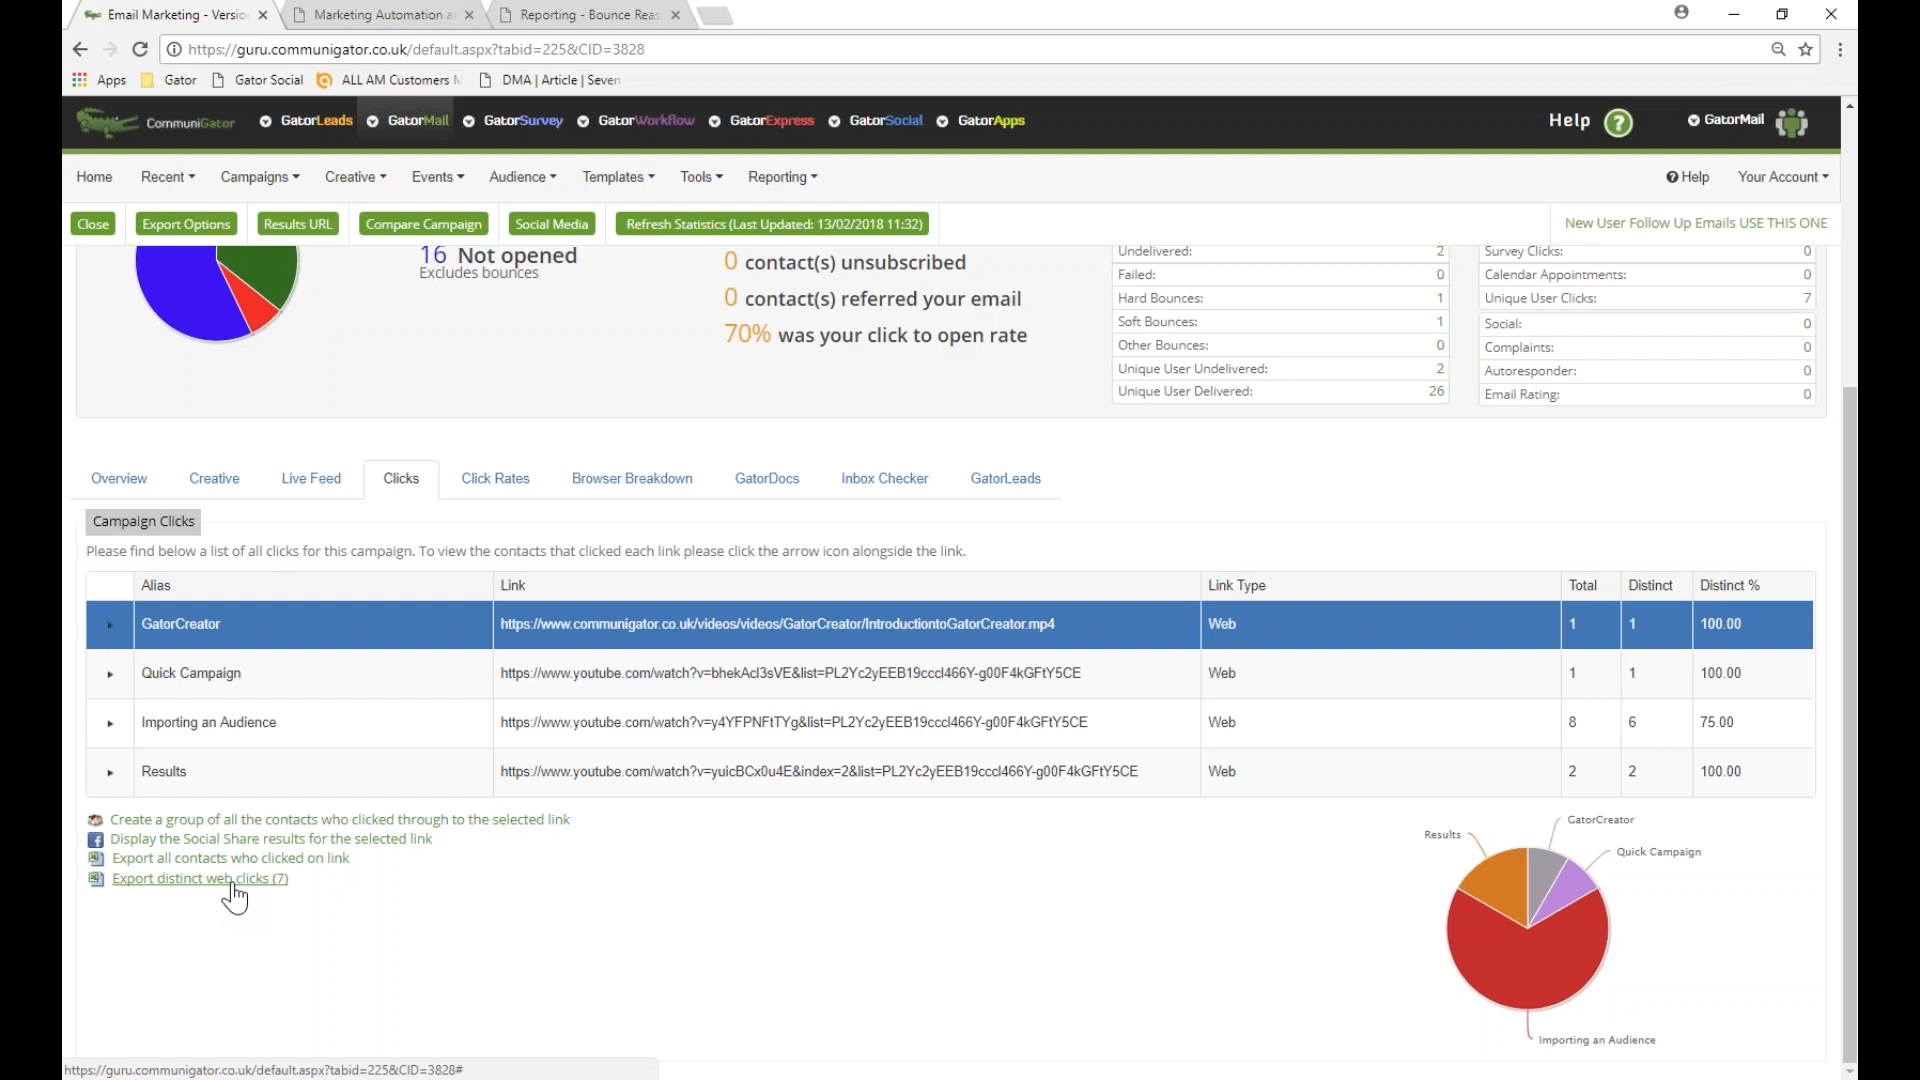 Email Marketing - Versio
Marketing Automation a
Reporting - Bounce Reas
https://guru.communigator.co.uk/default.aspx?tabid=225&CID=3828
Apps
Gator
Gator Social
ALL AM Customers M
DMA | Article | Seven
CommuniGator
GatorLeads
GatorMail
GatorSurvey
GatorWorkflow
GatorExpress
GatorSocial
GatorApps
Help
?
GatorMail
Home
Recent
Campaigns
Creative
Events
Audience
Templates
Tools
Reporting
Help
Your Account
Close
Export Options
Results URL
Compare Campaign
Social Media
Refresh Statistics (Last Updated: 13/02/2018 11:32)
New User Follow Up Emails USE THIS ONE
16 Not opened
Excludes bounces
0 contact(s) unsubscribed
0 contact(s) referred your email
70% was your click to open rate
Undelivered: 2
Failed: 0
Hard Bounces: 1
Soft Bounces: 1
Other Bounces: 0
Unique User Undelivered: 2
Unique User Delivered: 26
Survey Clicks: 0
Calendar Appointments: 0
Unique User Clicks: 7
Social: 0
Complaints: 0
Autoresponder: 0
Email Rating: 0
Overview
Creative
Live Feed
Clicks
Click Rates
Browser Breakdown
GatorDocs
Inbox Checker
GatorLeads
Campaign Clicks
Please find below a list of all clicks for this campaign. To view the contacts that clicked each link please click the arrow icon alongside the link.
Alias Link Link Type Total Distinct Distinct %
GatorCreator https://www.communigator.co.uk/videos/videos/GatorCreator/IntroductiontoGatorCreator.mp4 Web 1 1 100.00
Quick Campaign https://www.youtube.com/watch?v=bhekAcl3sVE&list=PL2Yc2yEEB19cccl466Y-g00F4kGFtY5CE Web 1 1 100.00
Importing an Audience https://www.youtube.com/watch?v=y4YFPNFtTYg&list=PL2Yc2yEEB19cccl466Y-g00F4kGFtY5CE Web 8 6 75.00
Results https://www.youtube.com/watch?v=yuicBCx0u4E&index=2&list=PL2Yc2yEEB19cccl466Y-g00F4kGFtY5CE Web 2 2 100.00
Create a group of all the contacts who clicked through to the selected link
Display the Social Share results for the selected link
Export all contacts who clicked on link
Export distinct web clicks (7)
GatorCreator
Results
Quick Campaign
Importing an Audience
https://guru.communigator.co.uk/default.aspx?tabid=225&CID=3828#